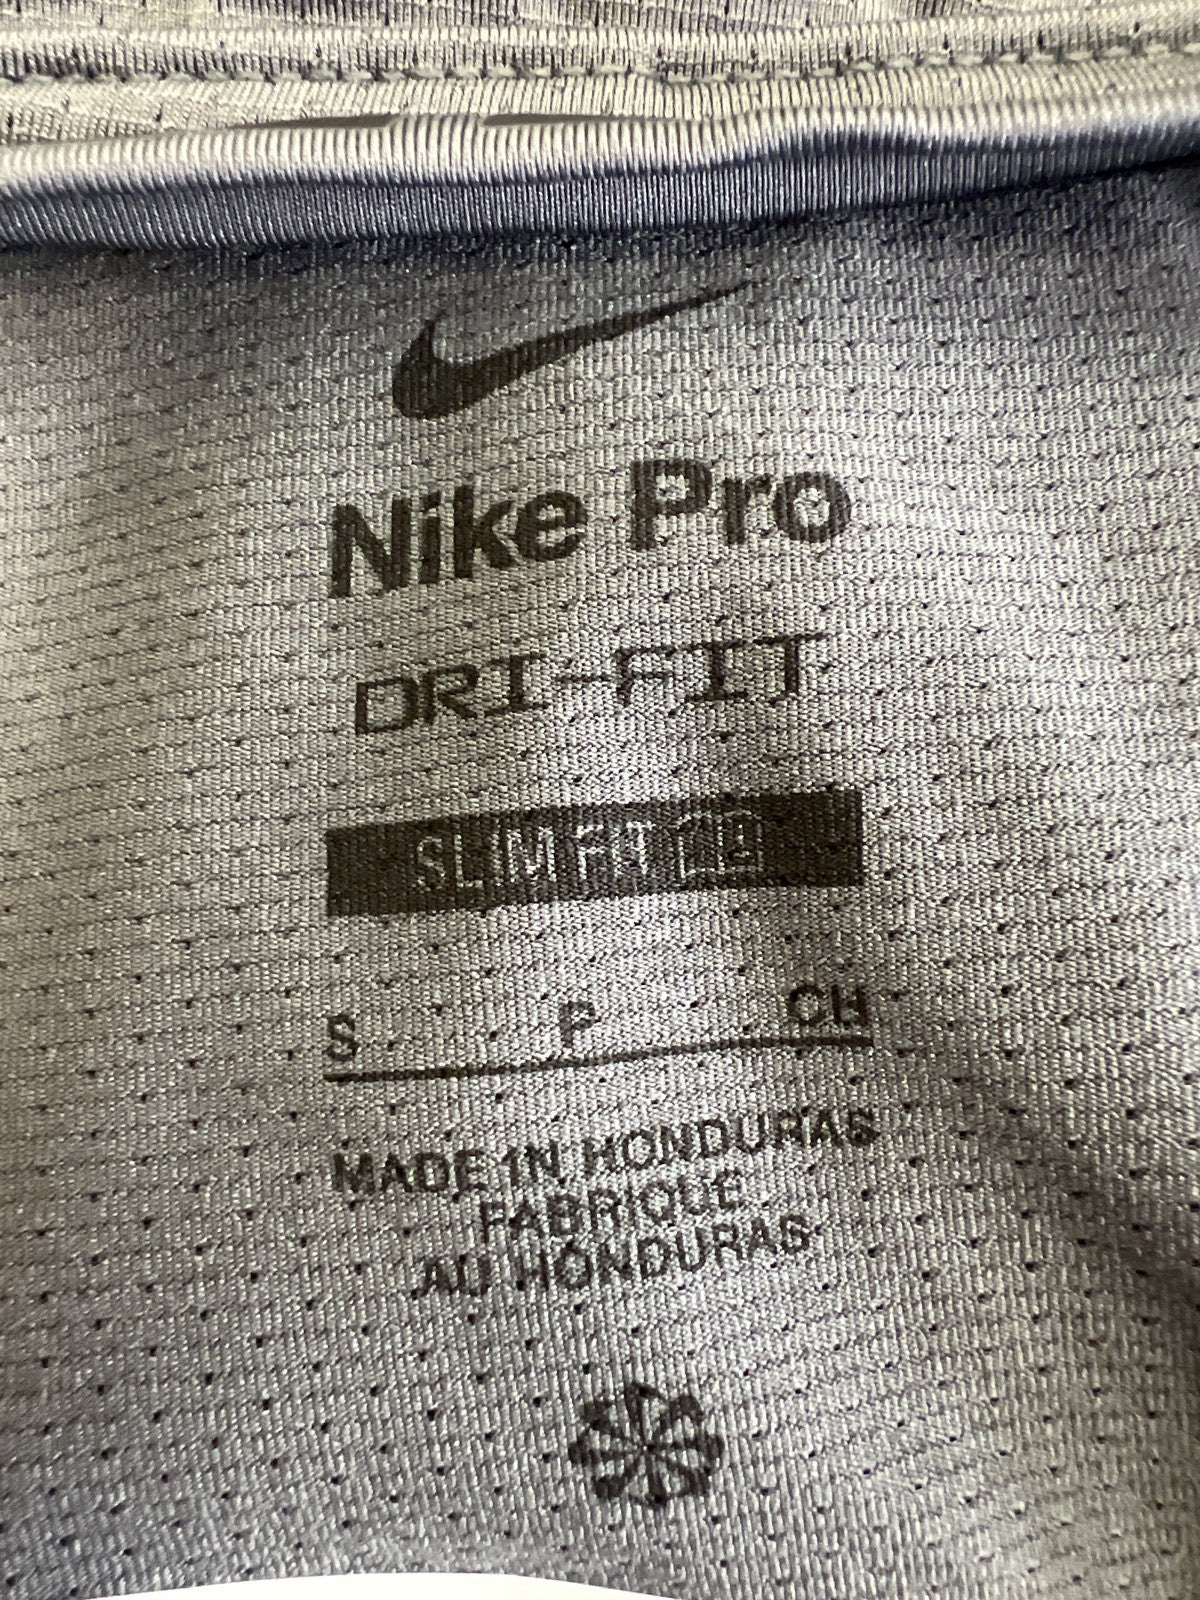 Nike Pro
DRI-FIT
SLIM FIT
S P CH
MADE IN HONDURAS
FABRIQUE
AU HONDURAS